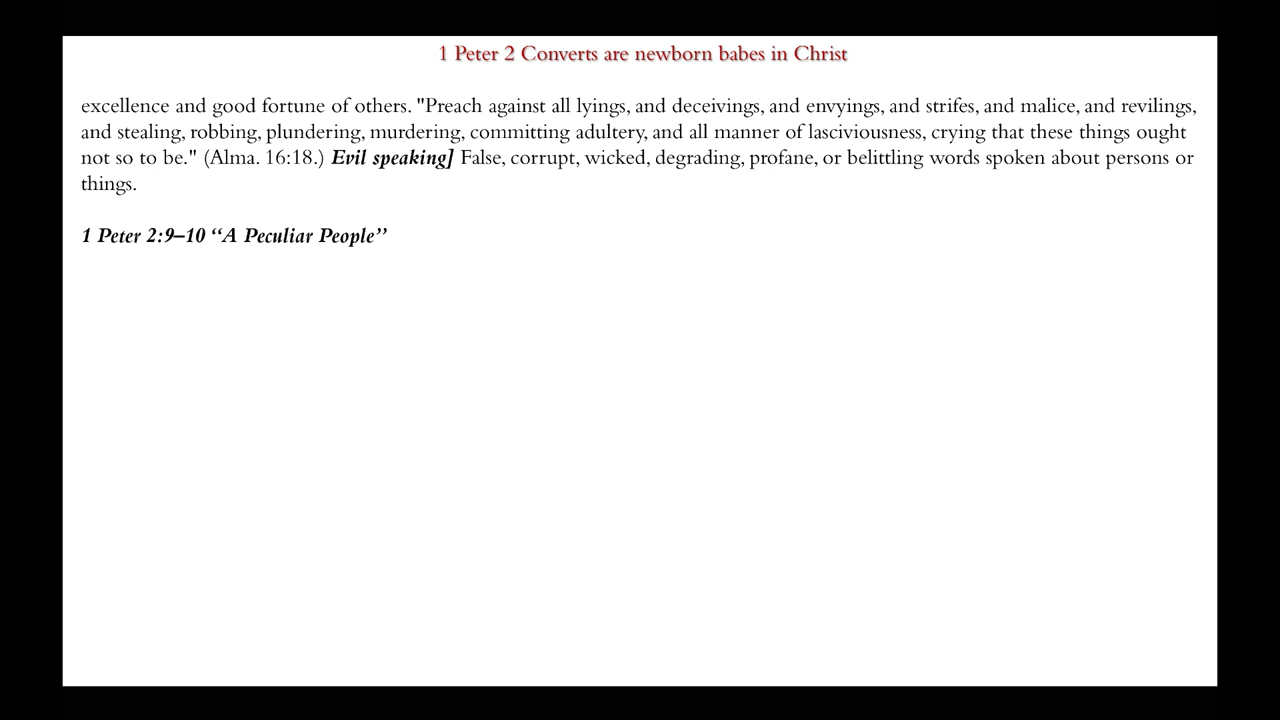 1 Peter 2 Converts are newborn babes in Christ
excellence and good fortune of others. "Preach against all lyings, and deceivings, and envyings, and strifes, and malice, and revilings,
and stealing, robbing, plundering, murdering, committing adultery, and all manner of lasciviousness, crying that these things ought
not so to be." (Alma. 16:18.) Evil speaking] False, corrupt, wicked, degrading, profane, or belittling words spoken about persons or
things.
1 Peter 2:9–10 “A Peculiar People”